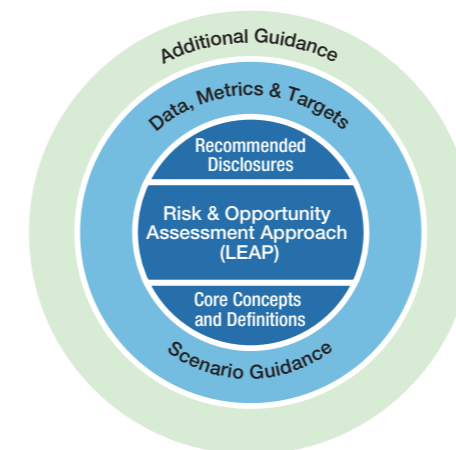 Additional Guidance
Data, Metrics & Targets
Recommended
Disclosures
Risk & Opportunity
Assessment Approach
(LEAP)
Core Concepts
and Definitions
Scenario Guidance